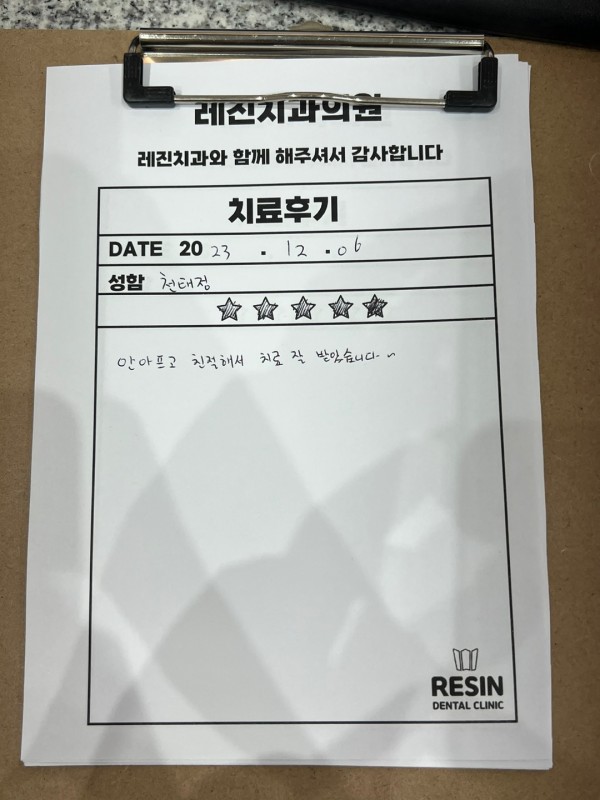 레진치과의원
레진치과와 함께 해주셔서 감사합니다
치료후기
DATE 2023 . 12 . 06
성함 천태정
안아프고 친적해서 치료 잘 받았습니다~
RESIN
DENTAL CLINIC